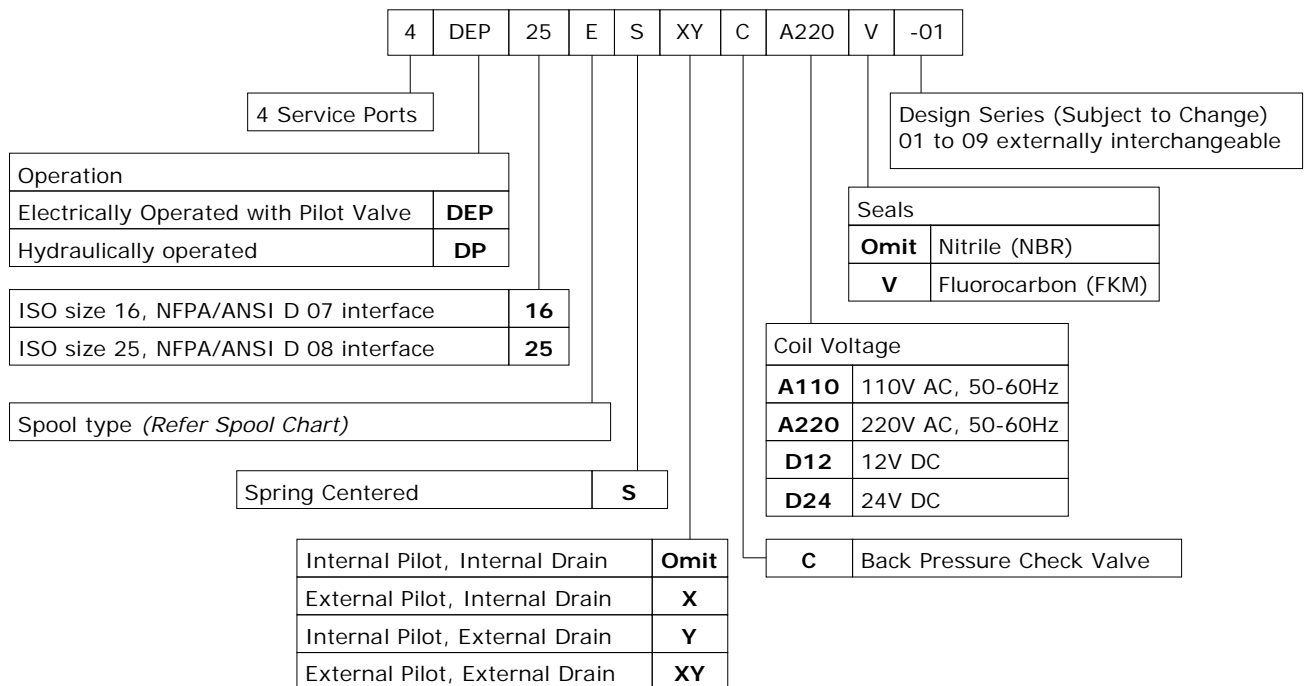 4 DEP 25 E S XY C A220 V -01
4 Service Ports
Design Series (Subject to Change)
01 to 09 externally interchangeable
Operation
Electrically Operated with Pilot Valve DEP
Hydraulically operated DP
Seals
Omit Nitrile (NBR)
V Fluorocarbon (FKM)
ISO size 16, NFPA/ANSI D 07 interface 16
ISO size 25, NFPA/ANSI D 08 interface 25
Coil Voltage
A110 110V AC, 50-60Hz
A220 220V AC, 50-60Hz
D12 12V DC
D24 24V DC
Spool type (Refer Spool Chart)
Spring Centered S
C Back Pressure Check Valve
Internal Pilot, Internal Drain Omit
External Pilot, Internal Drain X
Internal Pilot, External Drain Y
External Pilot, External Drain XY